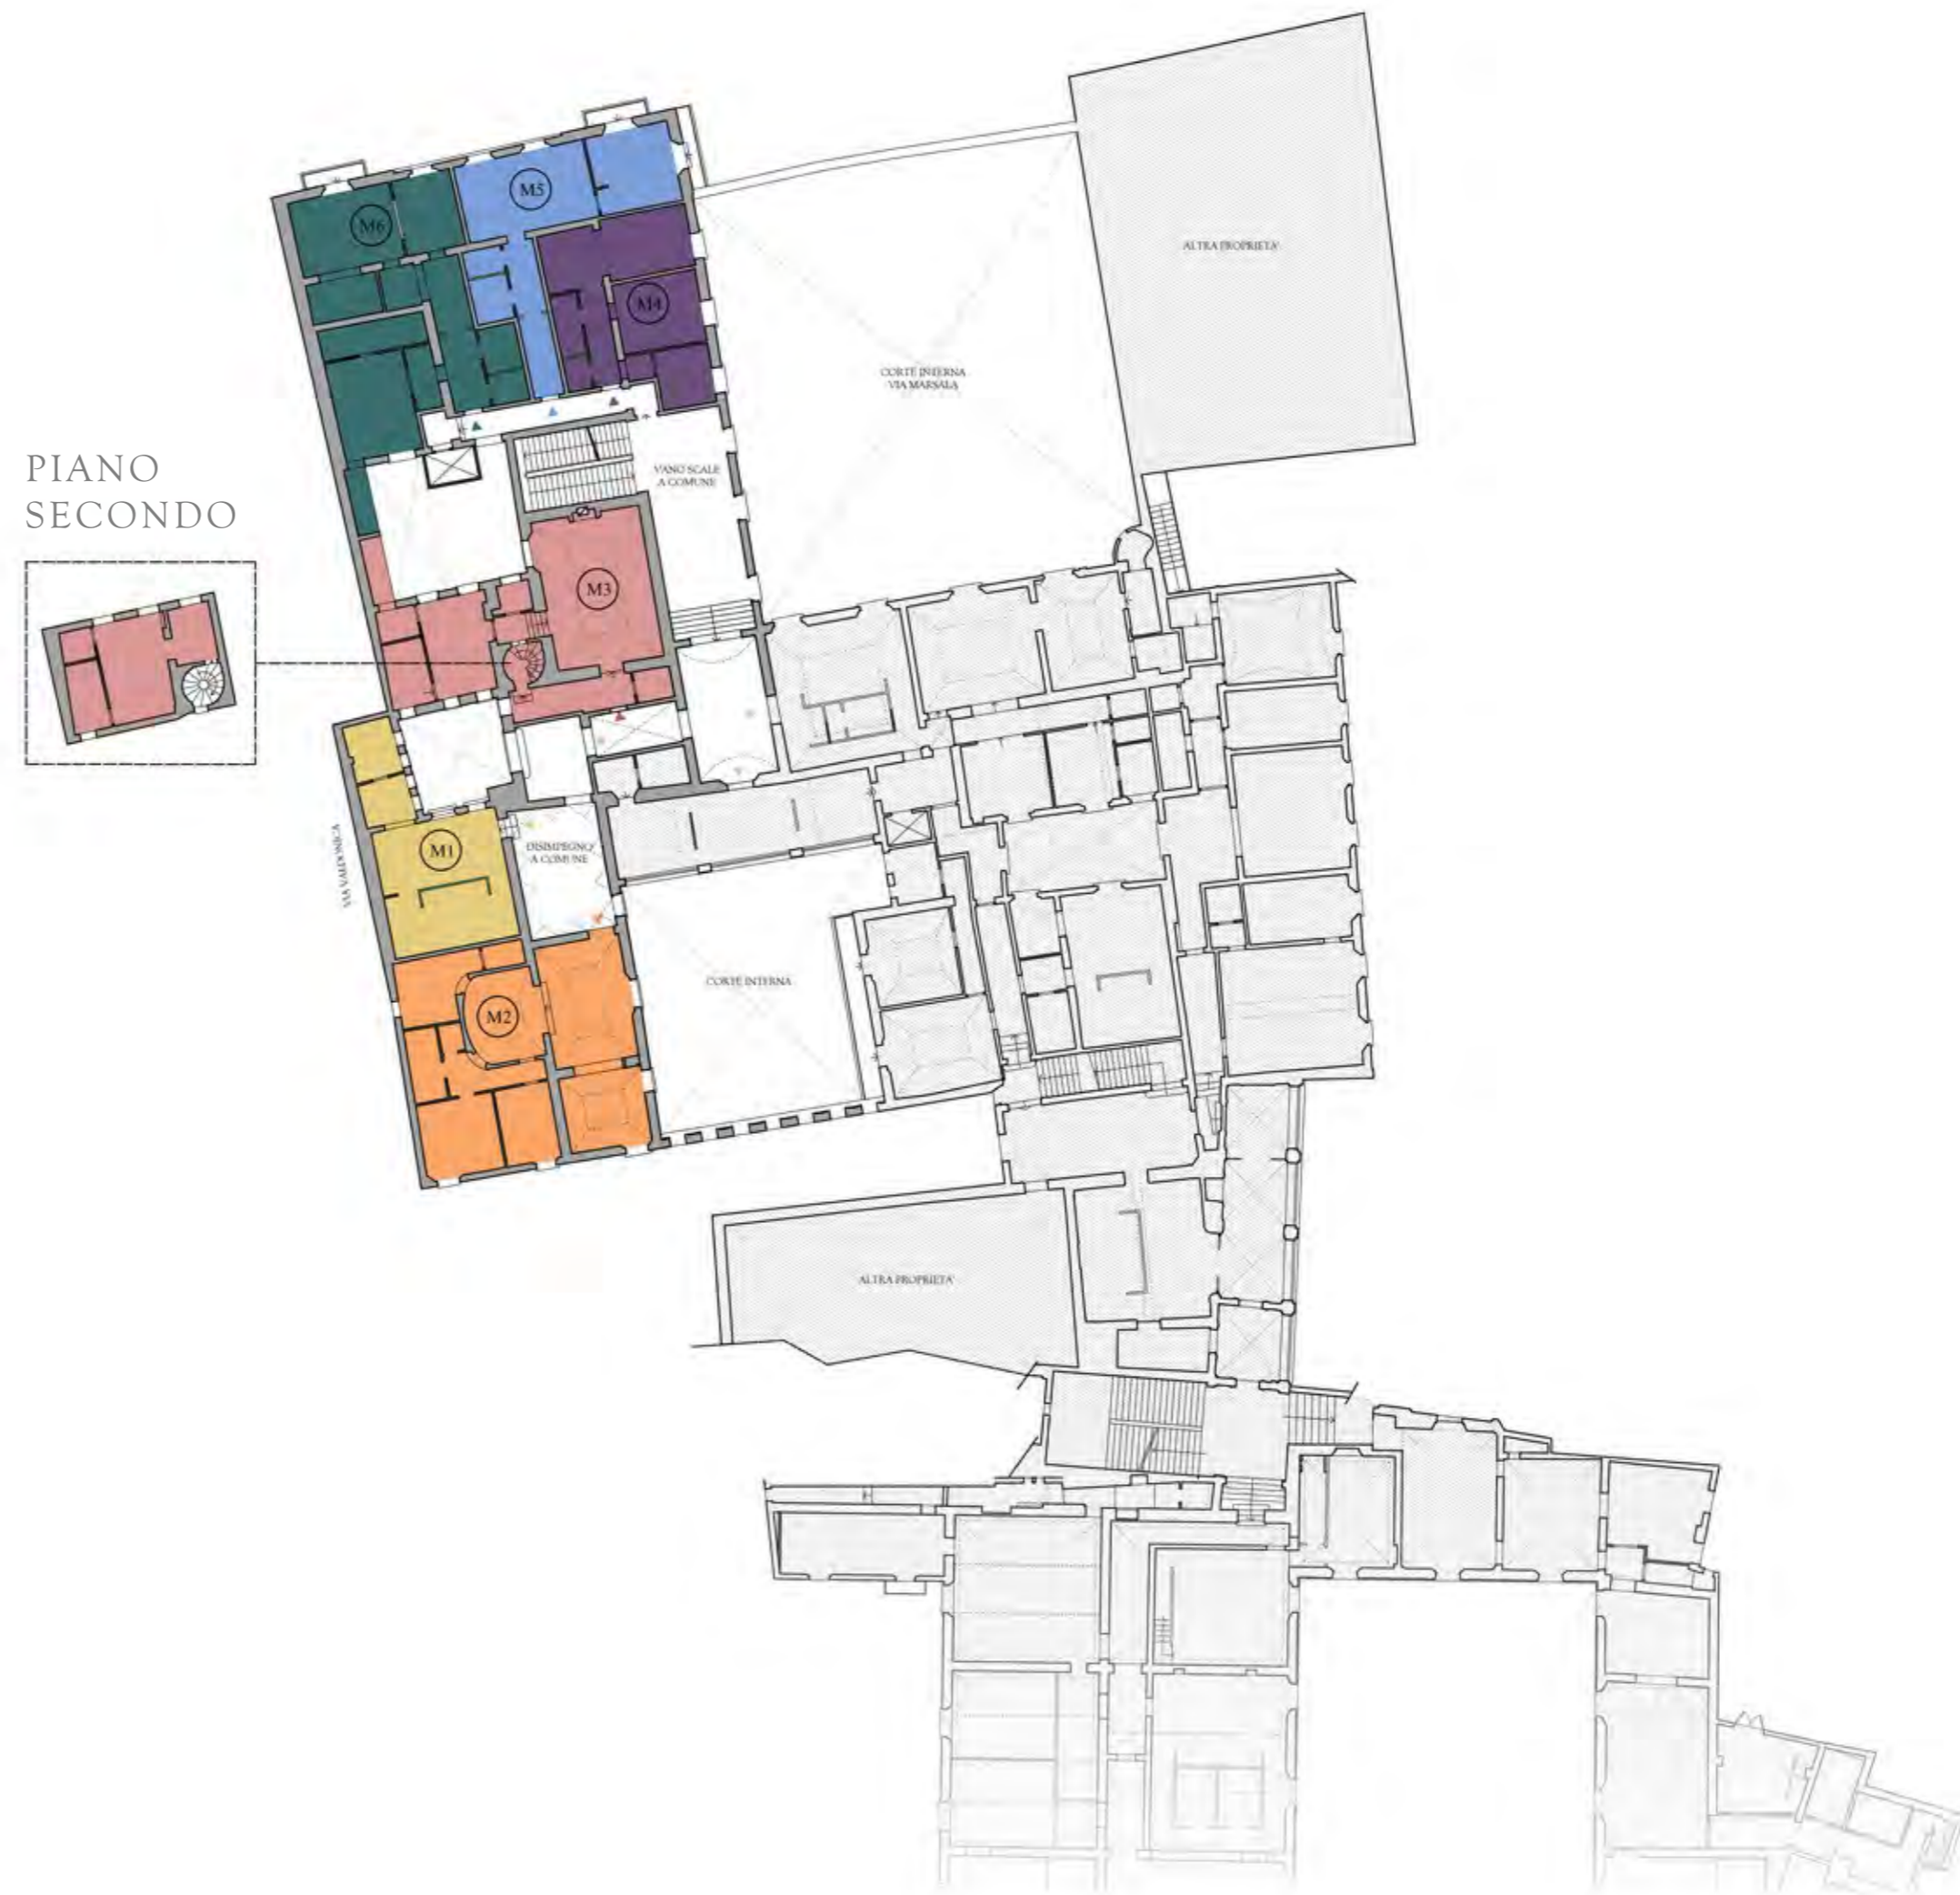 M5
M6
ALTRA PROPRIETA'
M4
CORTE INTERNA
VIA MARSALA
PIANO
SECONDO
VANO SCALE
A COMUNE
M3
M1
DISIMPEGNO
A COMUNE
VIA VALDONICA
CORTE INTERNA
M2
ALTRA PROPRIETA'